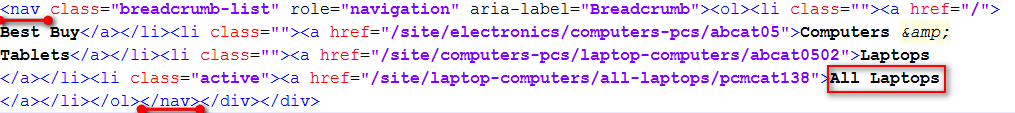 <nav class="breadcrumb-list" role="navigation" aria-label="Breadcrumb"><ol><li class=""><a href="/">
Best Buy</a></li><li class=""><a href="/site/electronics/computers-pcs/abcat05">Computers &amp;
Tablets</a></li><li class=""><a href="/site/computers-pcs/laptop-computers/abcat0502">Laptops
</a></li><li class="active"><a href="/site/laptop-computers/all-laptops/pcmcat138">All Laptops
</a></li></ol></nav></div></div>